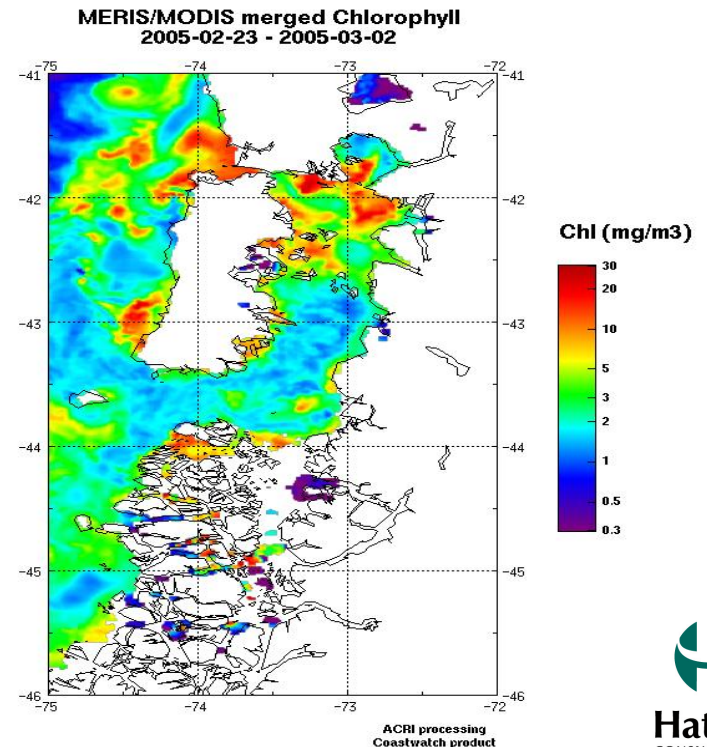 MERIS/MODIS merged Chlorophyll
2005-02-23 - 2005-03-02
-75 -74 -73 -72
-41 -41
-42 -42
-43 -43
-44 -44
-45 -45
-46 -46
-75 -74 -73 -72
Chl (mg/m3)
30
20
10
5
3
2
1
0.5
0.3
ACRI processing
Coastwatch product